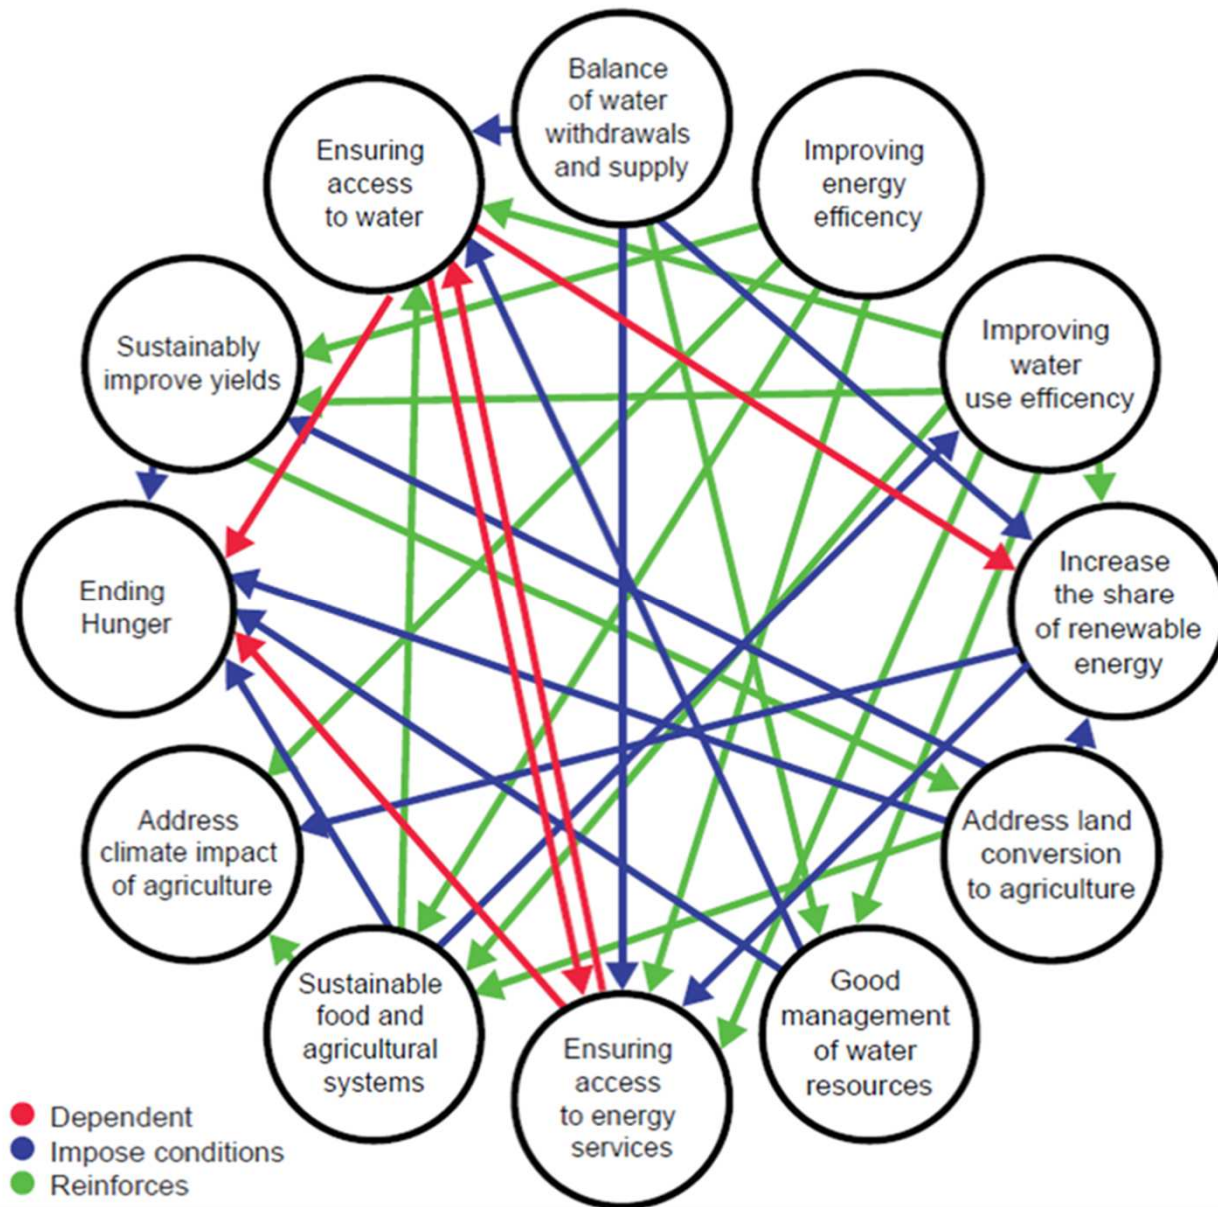 Balance
of water
withdrawals
and supply
Ensuring
access
to water
Improving
energy
efficency
Sustainably
improve yields
Improving
water
use efficency
Ending
Hunger
Increase
the share
of renewable
energy
Address
climate impact
of agriculture
Address land
conversion
to agriculture
Sustainable
food and
agricultural
systems
Ensuring
access
to energy
services
Good
management
of water
resources
Dependent
Impose conditions
Reinforces